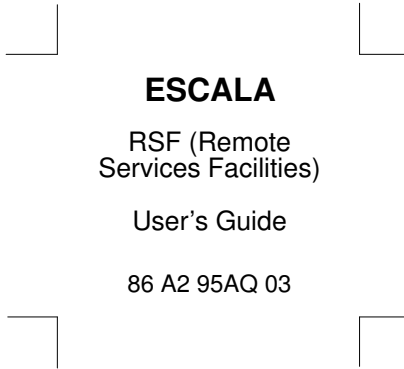 ESCALA
RSF (Remote
Services Facilities)
User's Guide
86 A2 95AQ 03